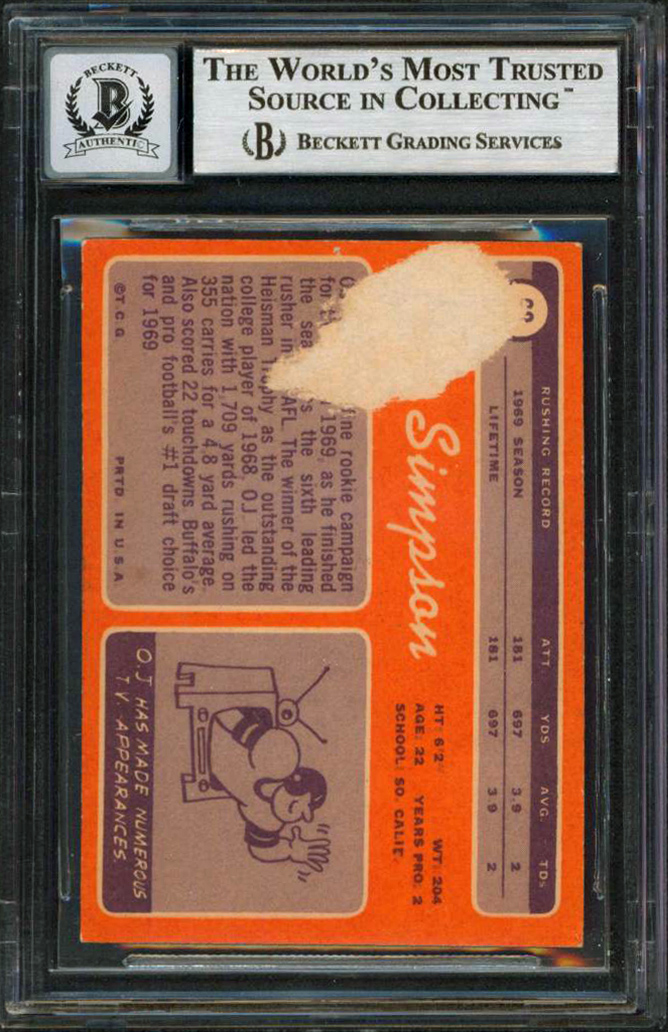 BECKETT
B
AUTHENTIC
THE WORLD'S MOST TRUSTED
SOURCE IN COLLECTING™
B BECKETT GRADING SERVICES
RUSHING RECORD ATT. YDS AVG. TDs
1969 SEASON 181 697 3.9 2
LIFETIME 181 697 3.9 2
Simpson
HT: 6'2" WT: 204
AGE: 22 YEARS PRO: 2
SCHOOL: SO. CALIF.
fine rookie campaign
1969, as he finished
the sixth leading
rusher in AFL. The winner of the
Heisman Trophy as the outstanding
college player of 1968, O.J. led the
nation with 1,709 yards rushing on
355 carries for a 4.8 yard average.
Also scored 22 touchdowns Buffalo's
and pro football's #1 draft choice
for 1969
©T.C.G. PRTD. IN U.S.A.
O.J. HAS MADE NUMEROUS
T.V. APPEARANCES.